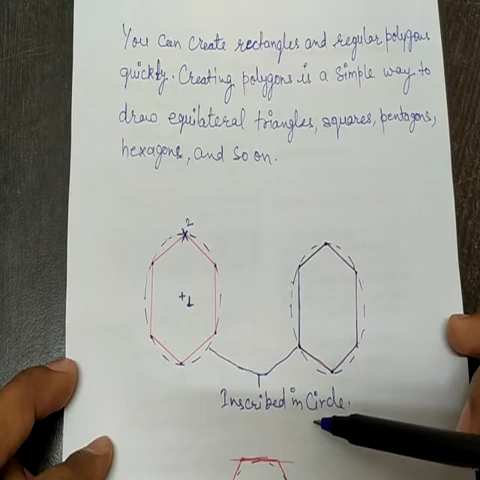 You can create rectangles and regular polygons
quickly. Creating polygons is a simple way to
draw equilateral triangles, squares, pentagons,
hexagons, and so on.
2
+1
Inscribed in Circle.